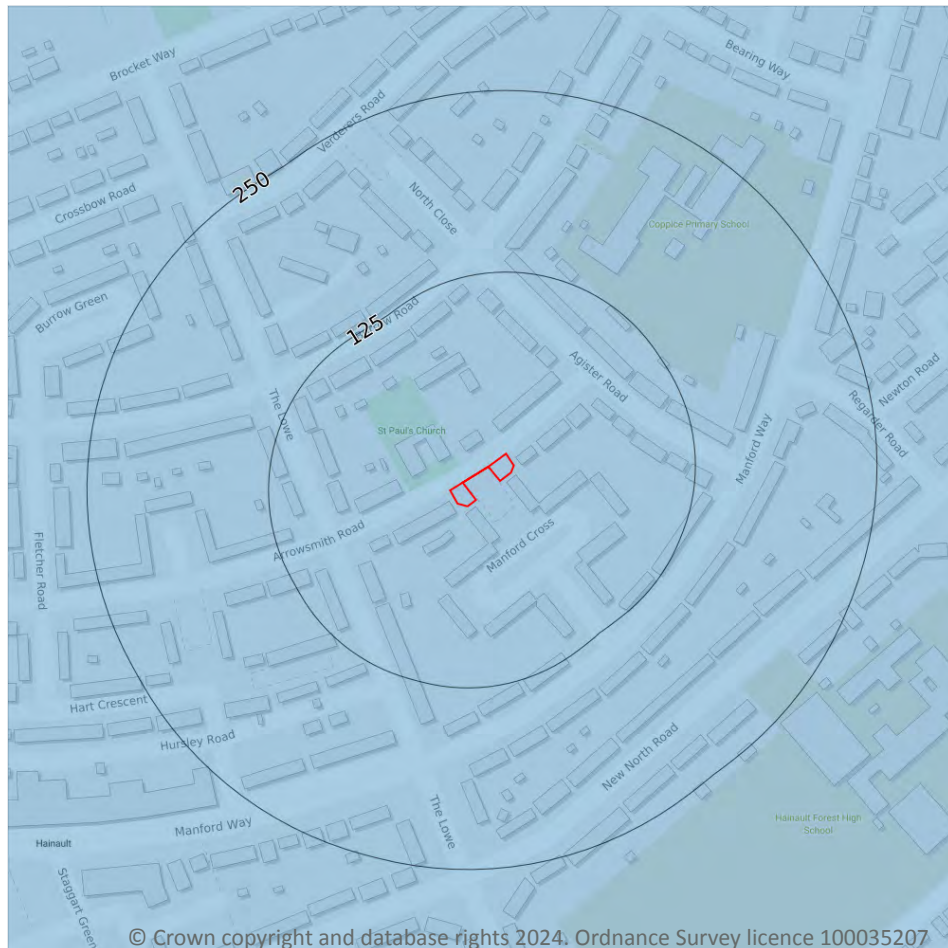 Brocket Way
Bearing Way
Verderers Road
250
Crossbow Road
North Close
Coppice Primary School
Burrow Green
125
w Road
Agister Road
Newton Road
Regarder Road
The Lowe
St Paul's Church
Manford Way
Arrowsmith Road
Manford Cross
Fletcher Road
Hart Crescent
Hursley Road
New North Road
Manford Way
The Lowe
Hainault Forest High
School
Hainault
Staggart Green
© Crown copyright and database rights 2024. Ordnance Survey licence 100035207